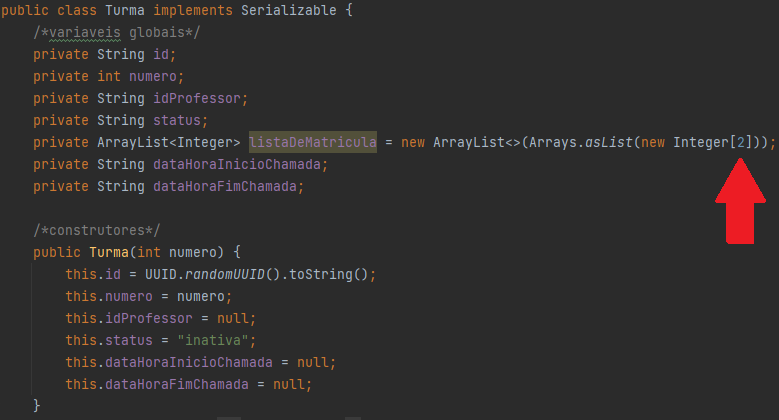 public class Turma implements Serializable {
/*variaveis globais*/
private String id;
private int numero;
private String idProfessor;
private String status;
private ArrayList<Integer> listaDeMatricula = new ArrayList<>(Arrays.asList(new Integer[2]));
private String dataHoraInicioChamada;
private String dataHoraFimChamada;
/*construtores*/
public Turma(int numero) {
this.id = UUID.randomUUID().toString();
this.numero = numero;
this.idProfessor = null;
this.status = "inativa";
this.dataHoraInicioChamada = null;
this.dataHoraFimChamada = null;
}